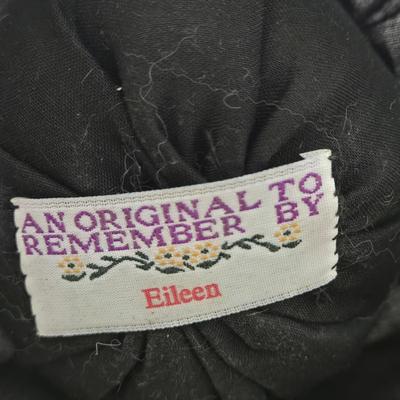 AN ORIGINAL TO
REMEMBER BY
Eileen